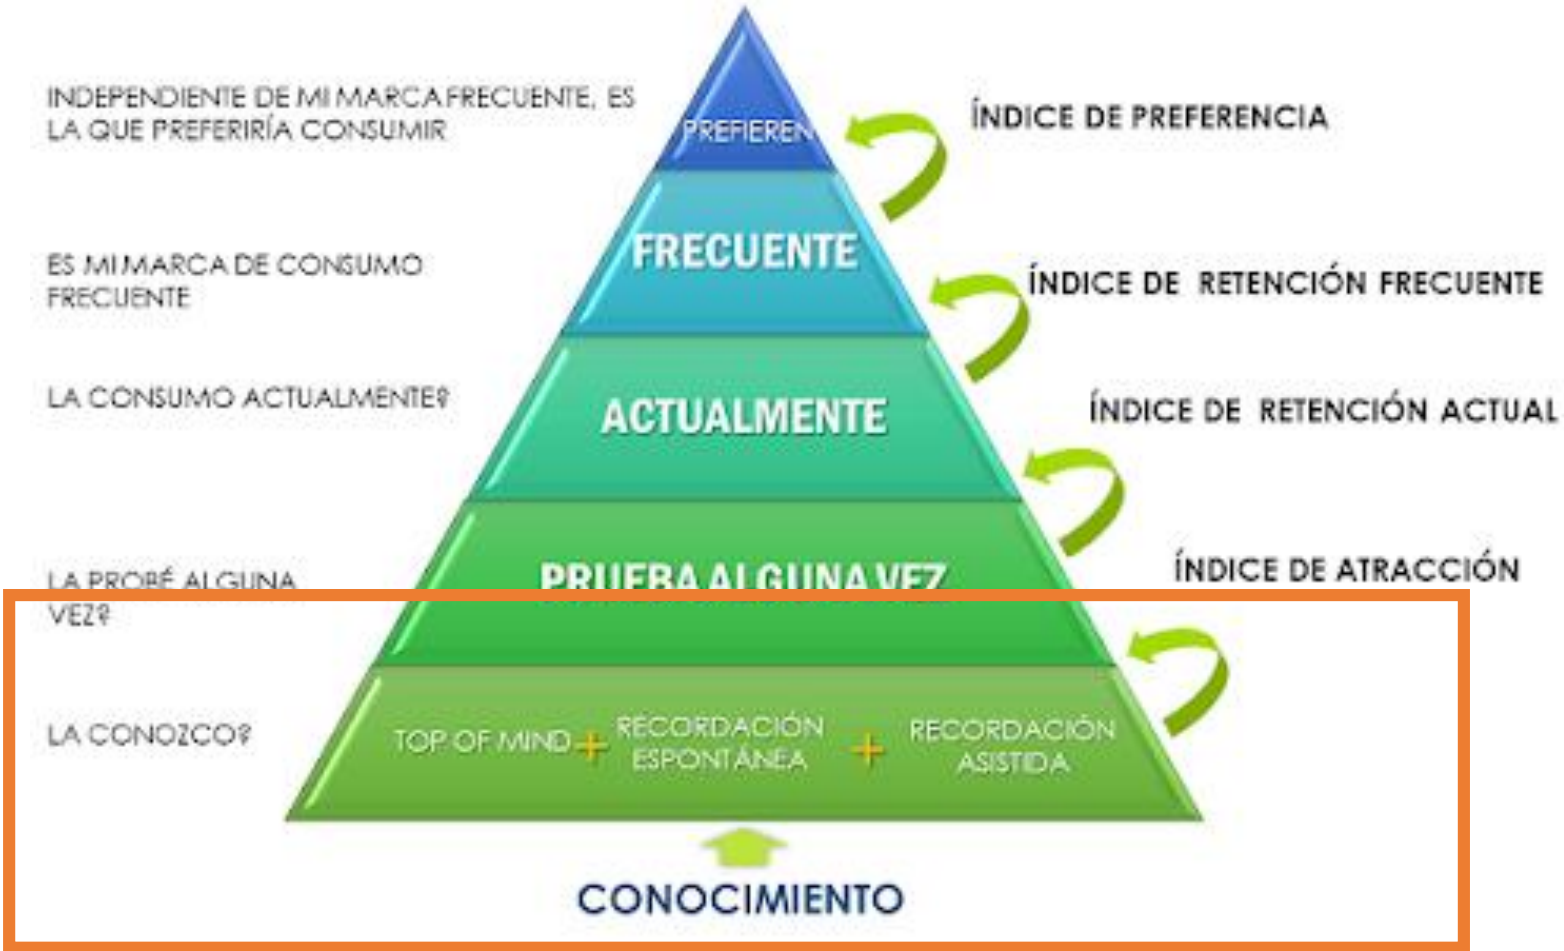 INDEPENDIENTE DE MI MARCA FRECUENTE, ES
LA QUE PREFERIRÍA CONSUMIR
PREFIEREN
ÍNDICE DE PREFERENCIA
ES MI MARCA DE CONSUMO
FRECUENTE
FRECUENTE
ÍNDICE DE RETENCIÓN FRECUENTE
LA CONSUMO ACTUALMENTE?
ACTUALMENTE
ÍNDICE DE RETENCIÓN ACTUAL
LA PROBÉ ALGUNA
VEZ?
PRUEBA ALGUNA VEZ
ÍNDICE DE ATRACCIÓN
LA CONOZCO?
TOP OF MIND +
RECORDACIÓN
ESPONTÁNEA
+
RECORDACIÓN
ASISTIDA
CONOCIMIENTO